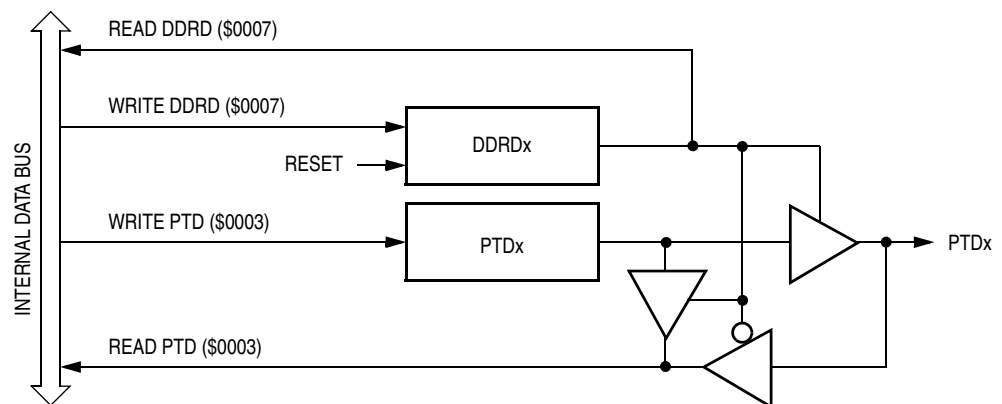 READ DDRD ($0007)
WRITE DDRD ($0007)
DDRDx
RESET
WRITE PTD ($0003)
PTDx
PTDx
READ PTD ($0003)
INTERNAL DATA BUS